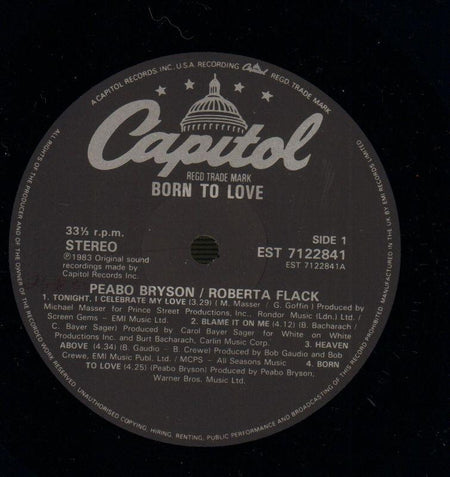 A CAPITOL RECORDS, INC., U.S.A. RECORDING Capitol REGD. TRADE MARK
Capitol
REGD TRADE MARK
BORN TO LOVE
33⅓ r.p.m.
STEREO
SIDE 1
EST 7122841
EST 7122841A
℗1983 Original sound
recordings made by
Capitol Records Inc.
PEABO BRYSON / ROBERTA FLACK
1. TONIGHT, I CELEBRATE MY LOVE (3.29) ( M. Masser / G. Goffin ) Produced by
Michael Masser for Prince Street Productions, Inc., Rondor Music (Ldn.) Ltd. /
Screen Gems – EMI Music Ltd. 2. BLAME IT ON ME (4.12) (B. Bacharach /
C. Bayer Sager) Produced by Carol Bayer Sager for White on White
Productions Inc. and Burt Bacharach, Carlin Music Corp. 3. HEAVEN
ABOVE (4.34) (B. Gaudio - B. Crewe) Produced by Bob Gaudio and Bob
Crewe, EMI Music Publ. Ltd. / MCPS – All Seasons Music 4. BORN
TO LOVE (4.25) (Peabo Bryson) Produced by Peabo Bryson,
Warner Bros. Music Ltd.
ALL RIGHTS OF THE PRODUCER AND OF THE OWNER OF THE RECORDED WORK RESERVED. UNAUTHORISED COPYING, HIRING, RENTING, PUBLIC PERFORMANCE AND BROADCASTING OF THIS RECORD PROHIBITED.
MANUFACTURED IN THE UK BY EMI RECORDS LIMITED